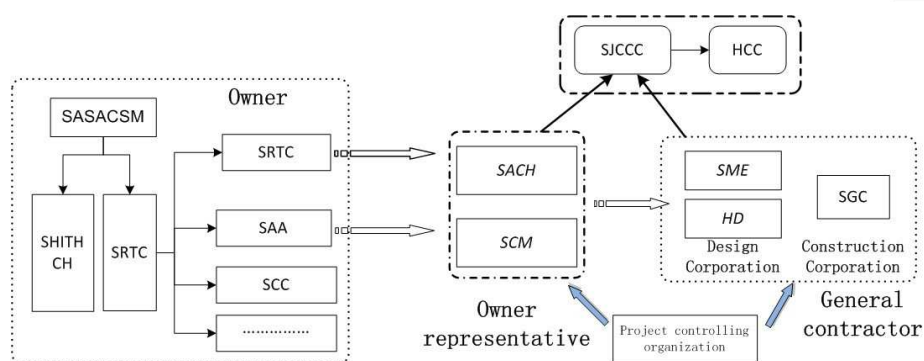 SJCCC
HCC
Owner
SASACSM
SRTC
SHITH
CH
SRTC
SAA
SCC
...............
SACH
SCM
Owner
representative
SME
HD
Design
Corporation
SGC
Construction
Corporation
General
contractor
Project controlling
organization